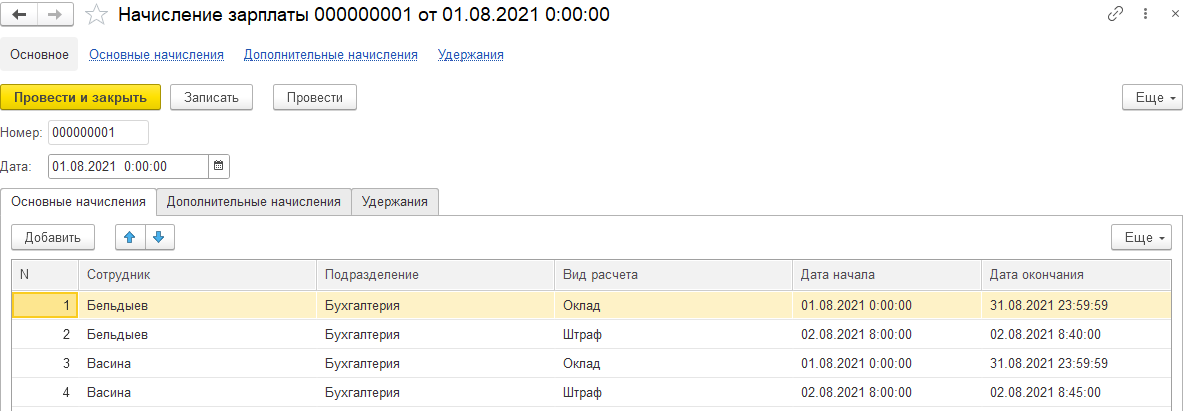 Начисление зарплаты 000000001 от 01.08.2021 0:00:00
Основное Основные начисления Дополнительные начисления Удержания
Провести и закрыть Записать Провести Еще
Номер: 000000001
Дата: 01.08.2021 0:00:00
Основные начисления Дополнительные начисления Удержания
Добавить Еще
N Сотрудник Подразделение Вид расчета Дата начала Дата окончания
1 Бельдыев Бухгалтерия Оклад 01.08.2021 0:00:00 31.08.2021 23:59:59
2 Бельдыев Бухгалтерия Штраф 02.08.2021 8:00:00 02.08.2021 8:40:00
3 Васина Бухгалтерия Оклад 01.08.2021 0:00:00 31.08.2021 23:59:59
4 Васина Бухгалтерия Штраф 02.08.2021 8:00:00 02.08.2021 8:45:00